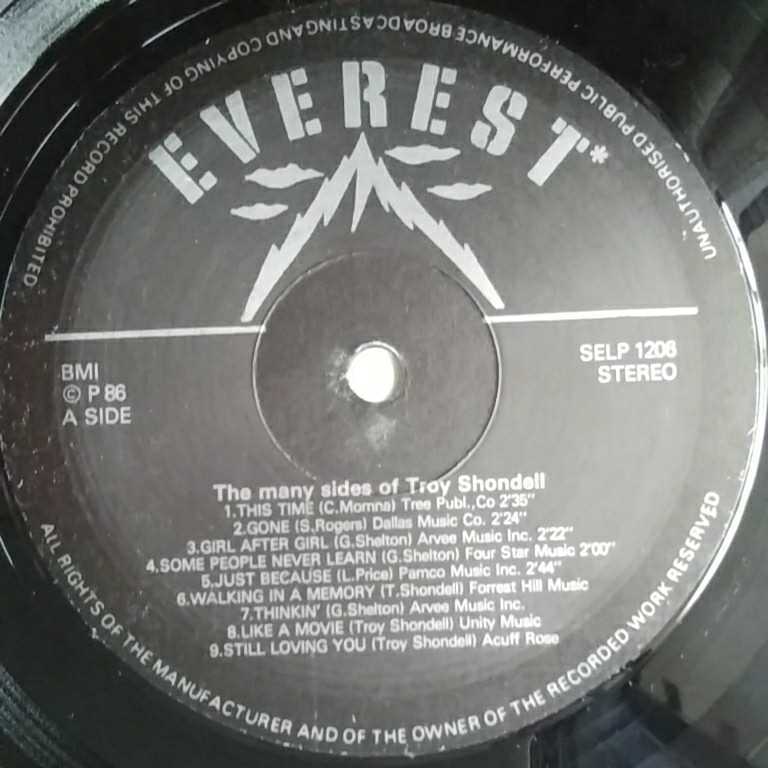 UNAUTHORISED PUBLIC PERFORMANCE BROADCASTING AND COPYING OF THIS RECORD PROHIBITED
EVEREST*
BMI
© P 86
A SIDE
SELP 1206
STEREO
The many sides of Troy Shondell
1.THIS TIME (C.Momna) Tree Publ.,Co 2'35"
2.GONE (S.Rogers) Dallas Music Co. 2'24"
3.GIRL AFTER GIRL (G.Shelton) Arvee Music Inc. 2'22"
4.SOME PEOPLE NEVER LEARN (G.Shelton) Four Star Music 2'00"
5.JUST BECAUSE (L.Price) Pamco Music Inc. 2'44"
6.WALKING IN A MEMORY (T.Shondell) Forrest Hill Music
7.THINKIN' (G.Shelton) Arvee Music Inc.
8.LIKE A MOVIE (Troy Shondell) Unity Music
9.STILL LOVING YOU (Troy Shondell) Acuff Rose
ALL RIGHTS OF THE MANUFACTURER AND OF THE OWNER OF THE RECORDED WORK RESERVED